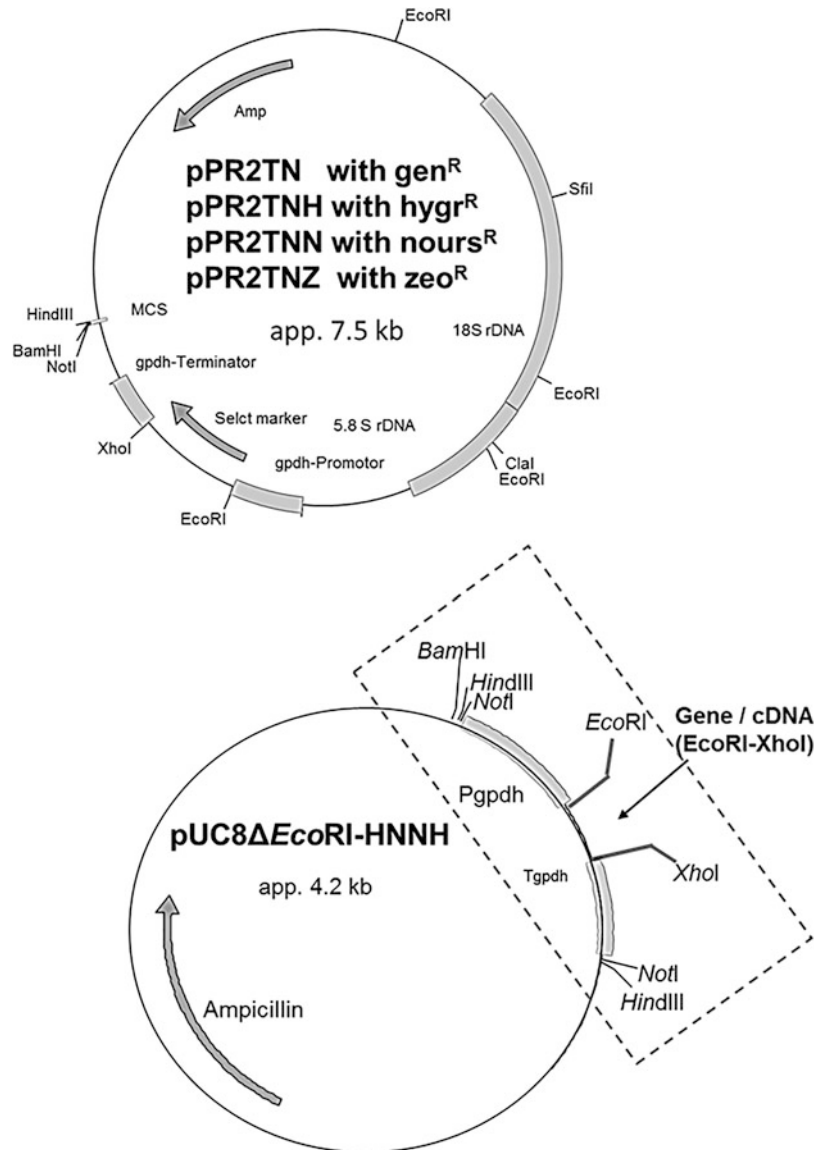 EcoRI
Amp
pPR2TN with genᴿ
SfiI
pPR2TNH with hygrᴿ
pPR2TNN with noursᴿ
pPR2TNZ with zeoᴿ
HindIII
MCS
app. 7.5 kb
18S rDNA
BamHI
NotI
gpdh-Terminator
EcoRI
Selct marker
5.8 S rDNA
XhoI
gpdh-Promotor
ClaI
EcoRI
EcoRI
BamHI
HindIII
NotI
EcoRI
Gene / cDNA
(EcoRI-XhoI)
Pgpdh
pUC8ΔEcoRI-HNNH
Tgpdh
XhoI
app. 4.2 kb
NotI
HindIII
Ampicillin